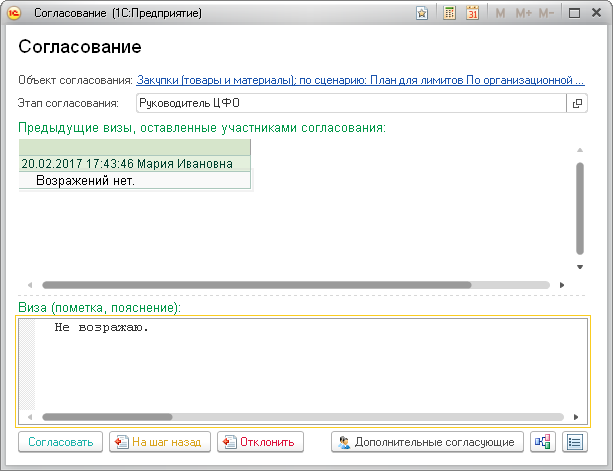 Согласование (1С:Предприятие)
M M+ M-
Согласование
Объект согласования: Закупки (товары и материалы); по сценарию: План для лимитов По организационной ...
Этап согласования: Руководитель ЦФО
Предыдущие визы, оставленные участниками согласования:
20.02.2017 17:43:46 Мария Ивановна
Возражений нет.
Виза (пометка, пояснение):
Не возражаю.
Согласовать На шаг назад Отклонить Дополнительные согласующие